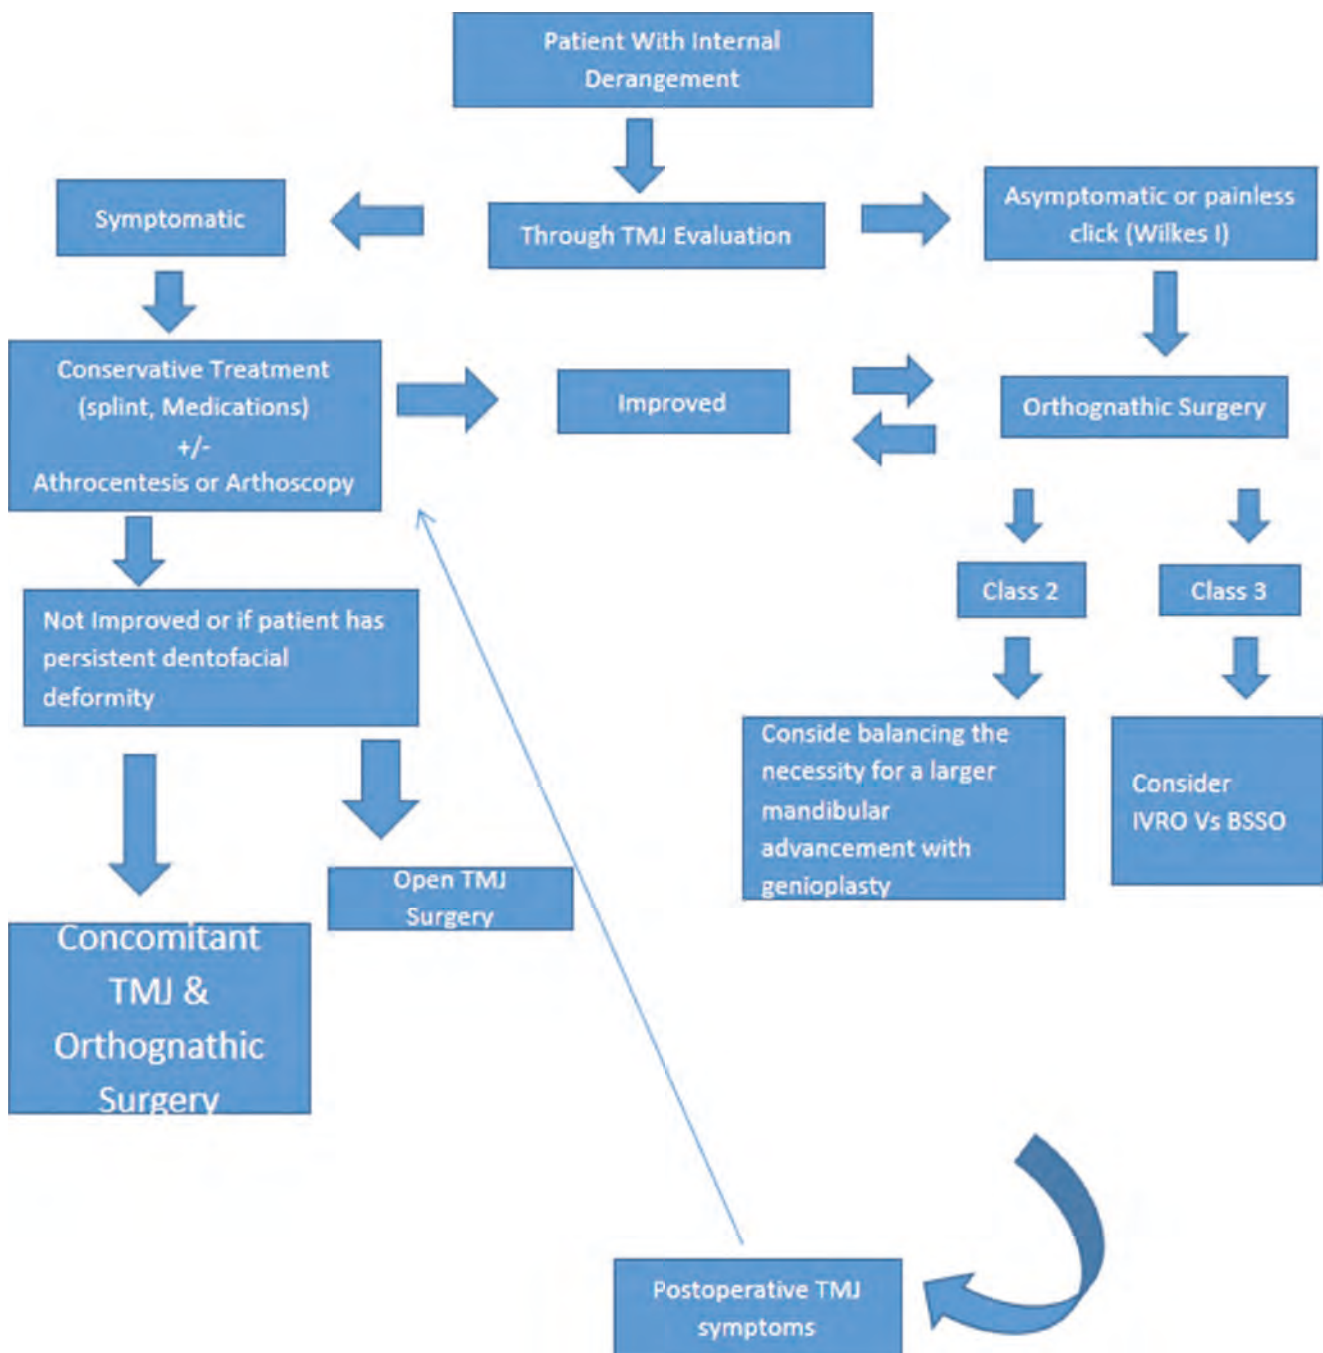 Patient With Internal
Derangement
Symptomatic
Through TMJ Evaluation
Asymptomatic or painless
click (Wilkes I)
Conservative Treatment
(splint, Medications)
+/-
Athrocentesis or Arthoscopy
Improved
Orthognathic Surgery
Not Improved or if patient has
persistent dentofacial
deformity
Class 2
Class 3
Conside balancing the
necessity for a larger
mandibular
advancement with
genioplasty
Consider
IVRO Vs BSSO
Open TMJ
Surgery
Concomitant
TMJ &
Orthognathic
Surgery
Postoperative TMJ
symptoms